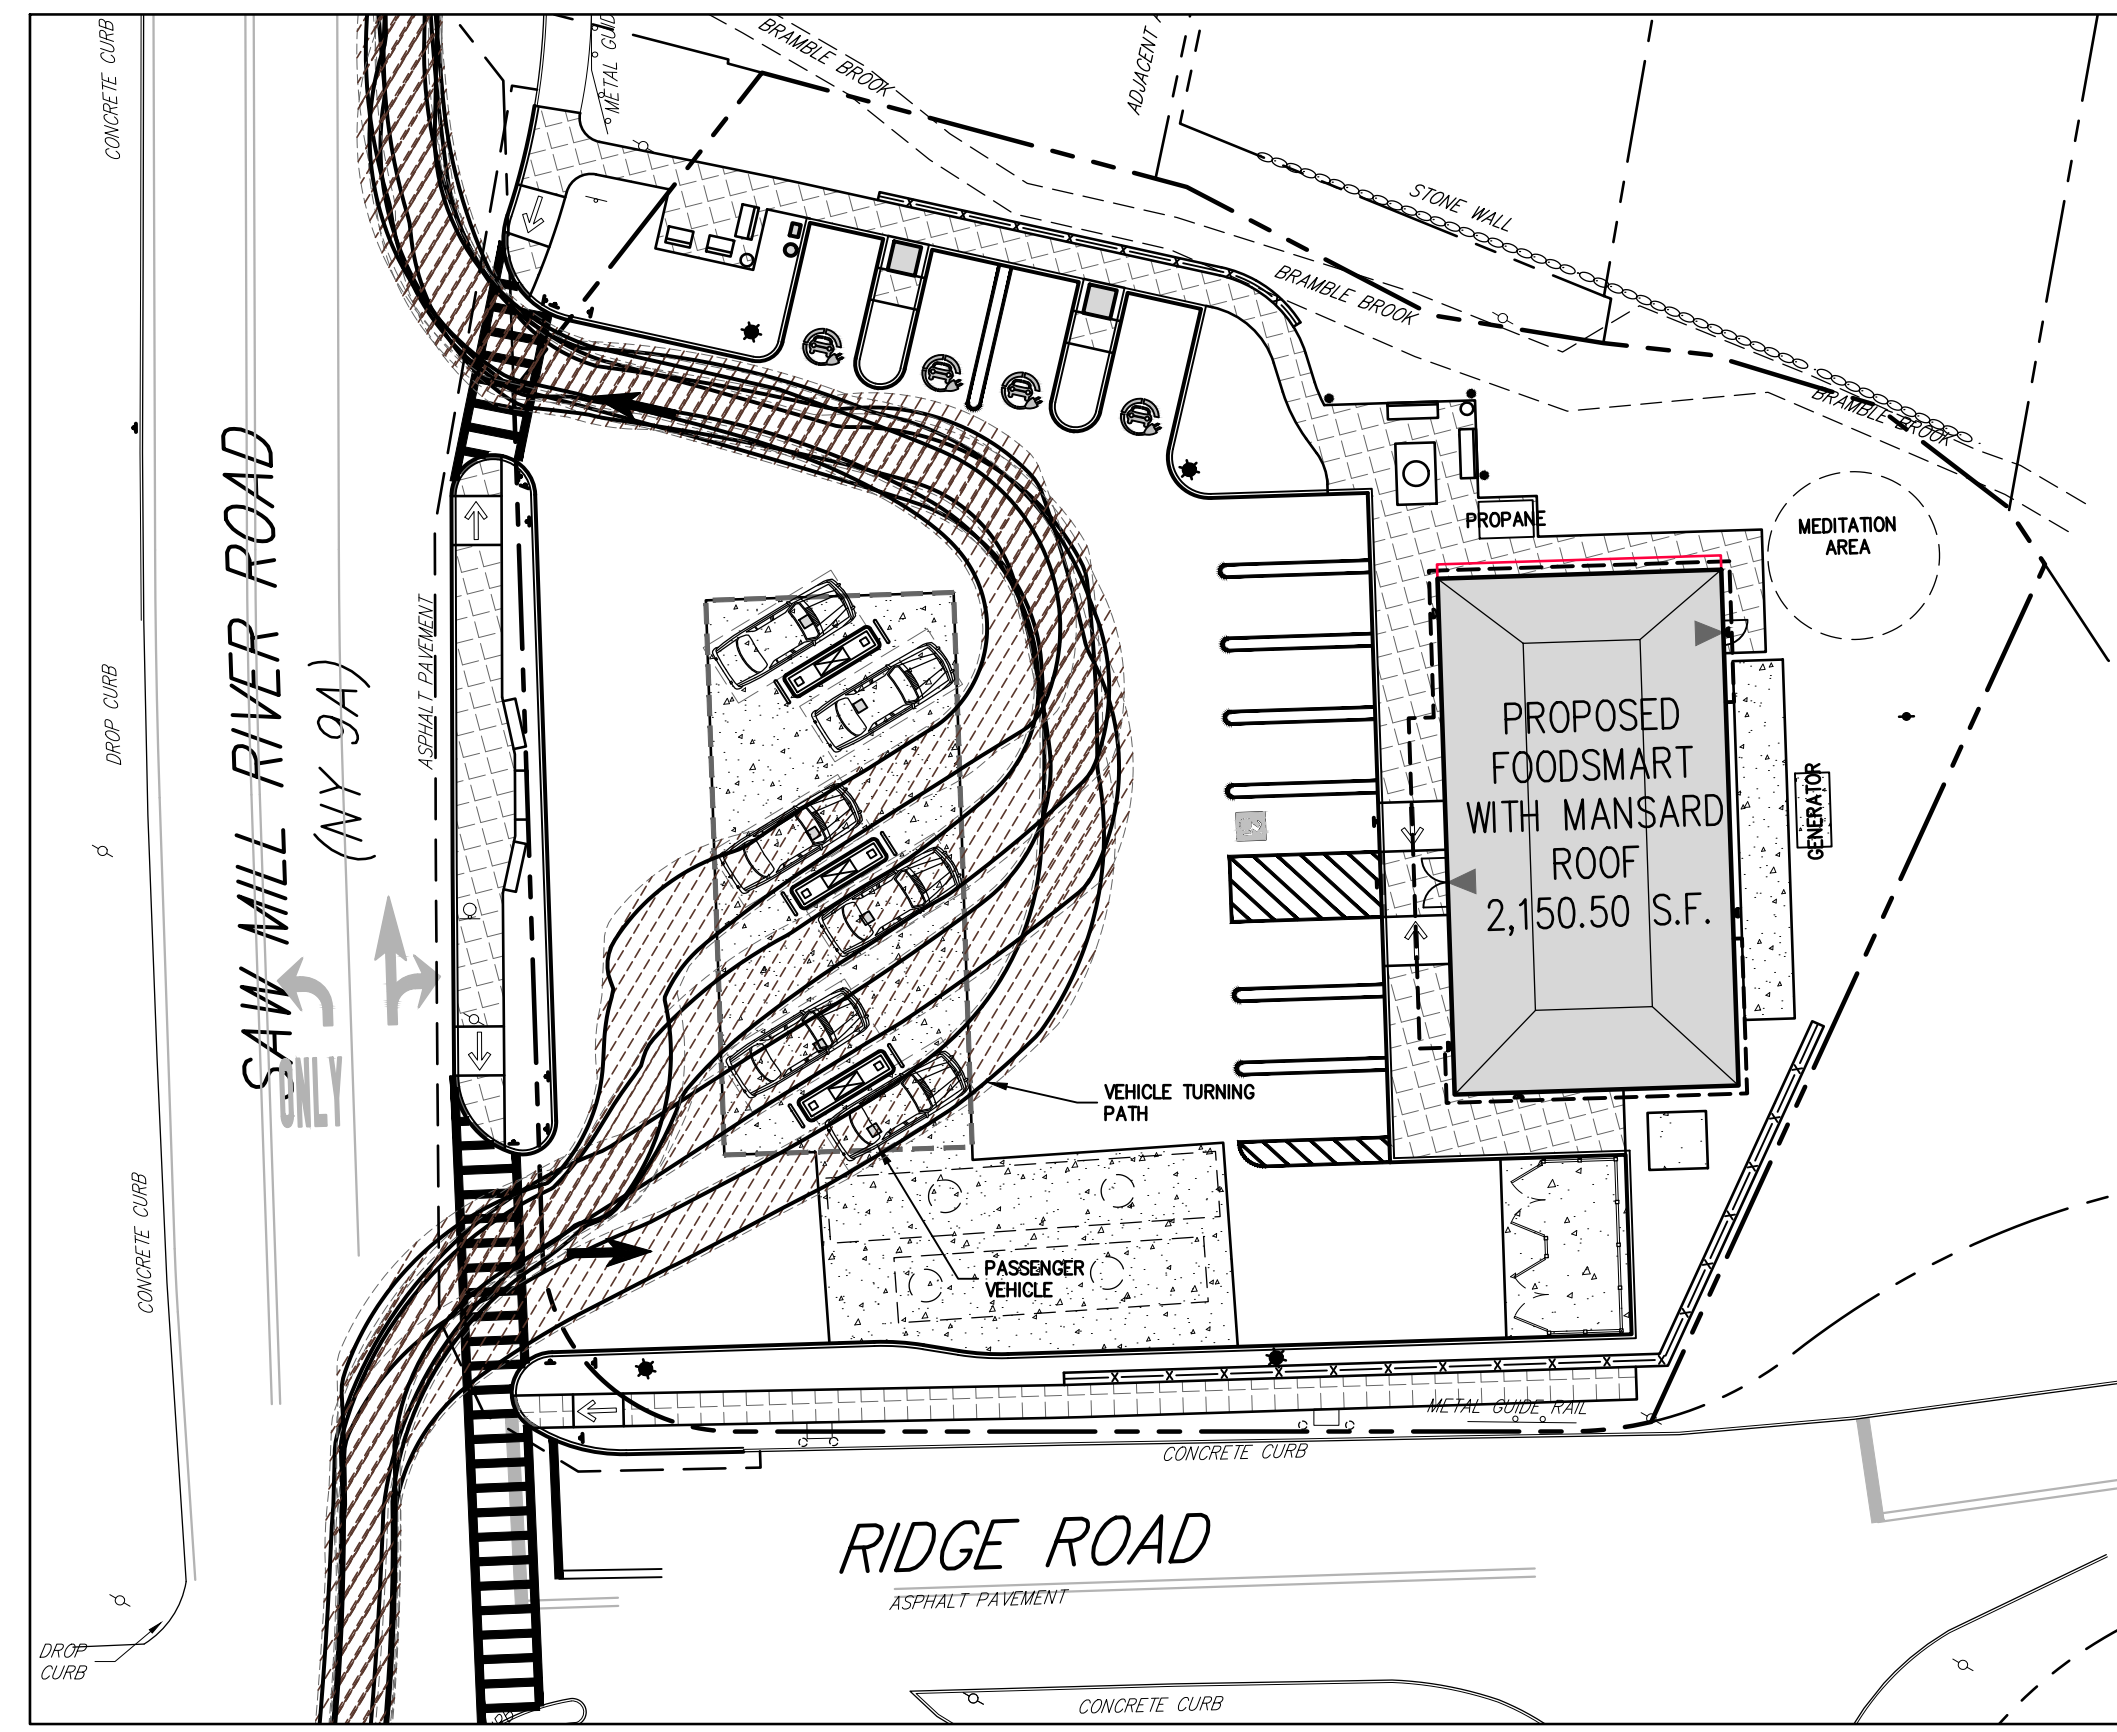 CONCRETE CURB
METAL GUID
BRAMBLE BROOK
ADJACENT
STONE WALL
BRAMBLE BROOK
BRAMBLE BROOK
SAW MILL RIVER ROAD
(NY 9A)
ASPHALT PAVEMENT
DROP CURB
PROPANE
MEDITATION
AREA
PROPOSED
FOODSMART
WITH MANSARD
ROOF
2,150.50 S.F.
GENERATOR
ONLY
VEHICLE TURNING
PATH
CONCRETE CURB
PASSENGER
VEHICLE
METAL GUIDE RAIL
CONCRETE CURB
RIDGE ROAD
ASPHALT PAVEMENT
DROP
CURB
CONCRETE CURB